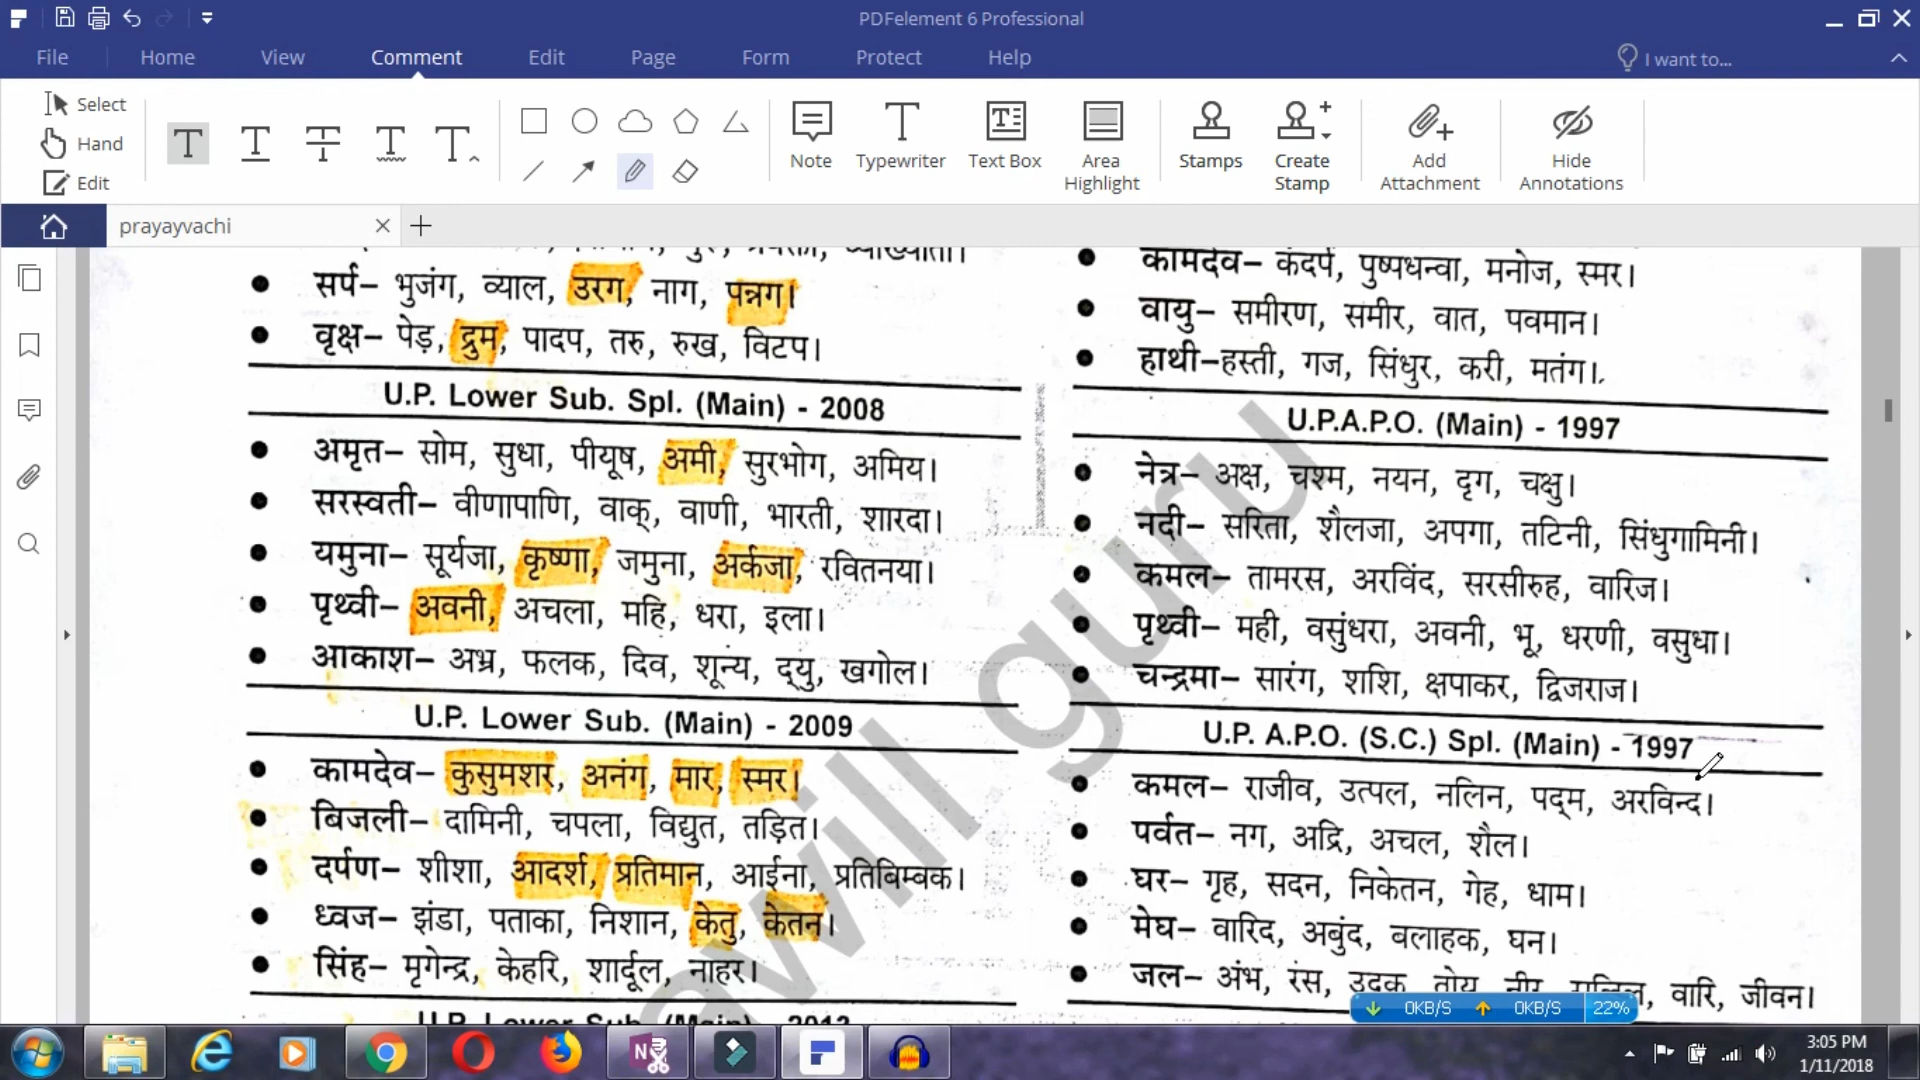 PDFelement 6 Professional
File Home View Comment Edit Page Form Protect Help I want to...
Select
Hand
Edit
Note Typewriter Text Box Area Highlight Stamps Create Stamp Add Attachment Hide Annotations
prayayvachi
सर्प– भुजंग, व्याल, उरग, नाग, पन्नग।
वृक्ष– पेड़, द्रुम, पादप, तरु, रुख, विटप।
U.P. Lower Sub. Spl. (Main) - 2008
अमृत– सोम, सुधा, पीयूष, अमी, सुरभोग, अमिय।
सरस्वती– वीणापाणि, वाक्, वाणी, भारती, शारदा।
यमुना– सूर्यजा, कृष्णा, जमुना, अर्कजा, रवितनया।
पृथ्वी– अवनी, अचला, महि, धरा, इला।
आकाश– अभ्र, फलक, दिव, शून्य, द्यु, खगोल।
U.P. Lower Sub. (Main) - 2009
कामदेव– कुसुमशर, अनंग, मार, स्मर।
बिजली– दामिनी, चपला, विद्युत, तड़ित।
दर्पण– शीशा, आदर्श, प्रतिमान, आईना, प्रतिबिम्बक।
ध्वज– झंडा, पताका, निशान, केतु, केतन।
सिंह– मृगेन्द्र, केहरि, शार्दूल, नाहर।
U.P. Lower Sub. (Main) - 2013
कामदेव– कंदर्प, पुष्पधन्वा, मनोज, स्मर।
वायु– समीरण, समीर, वात, पवमान।
हाथी–हस्ती, गज, सिंधुर, करी, मतंग।
U.P.A.P.O. (Main) - 1997
नेत्र– अक्ष, चश्म, नयन, दृग, चक्षु।
नदी– सरिता, शैलजा, अपगा, तटिनी, सिंधुगामिनी।
कमल– तामरस, अरविंद, सरसीरुह, वारिज।
पृथ्वी– मही, वसुंधरा, अवनी, भू, धरणी, वसुधा।
चन्द्रमा– सारंग, शशि, क्षपाकर, द्विजराज।
U.P. A.P.O. (S.C.) Spl. (Main) - 1997
कमल– राजीव, उत्पल, नलिन, पद्म, अरविन्द।
पर्वत– नग, अद्रि, अचल, शैल।
घर– गृह, सदन, निकेतन, गेह, धाम।
मेघ– वारिद, अबुंद, बलाहक, घन।
जल– अंभ, रंस, उदक, तोय, नीर, सलिल, वारि, जीवन।
awill guru
0KB/S 0KB/S 22%
3:05 PM
1/11/2018